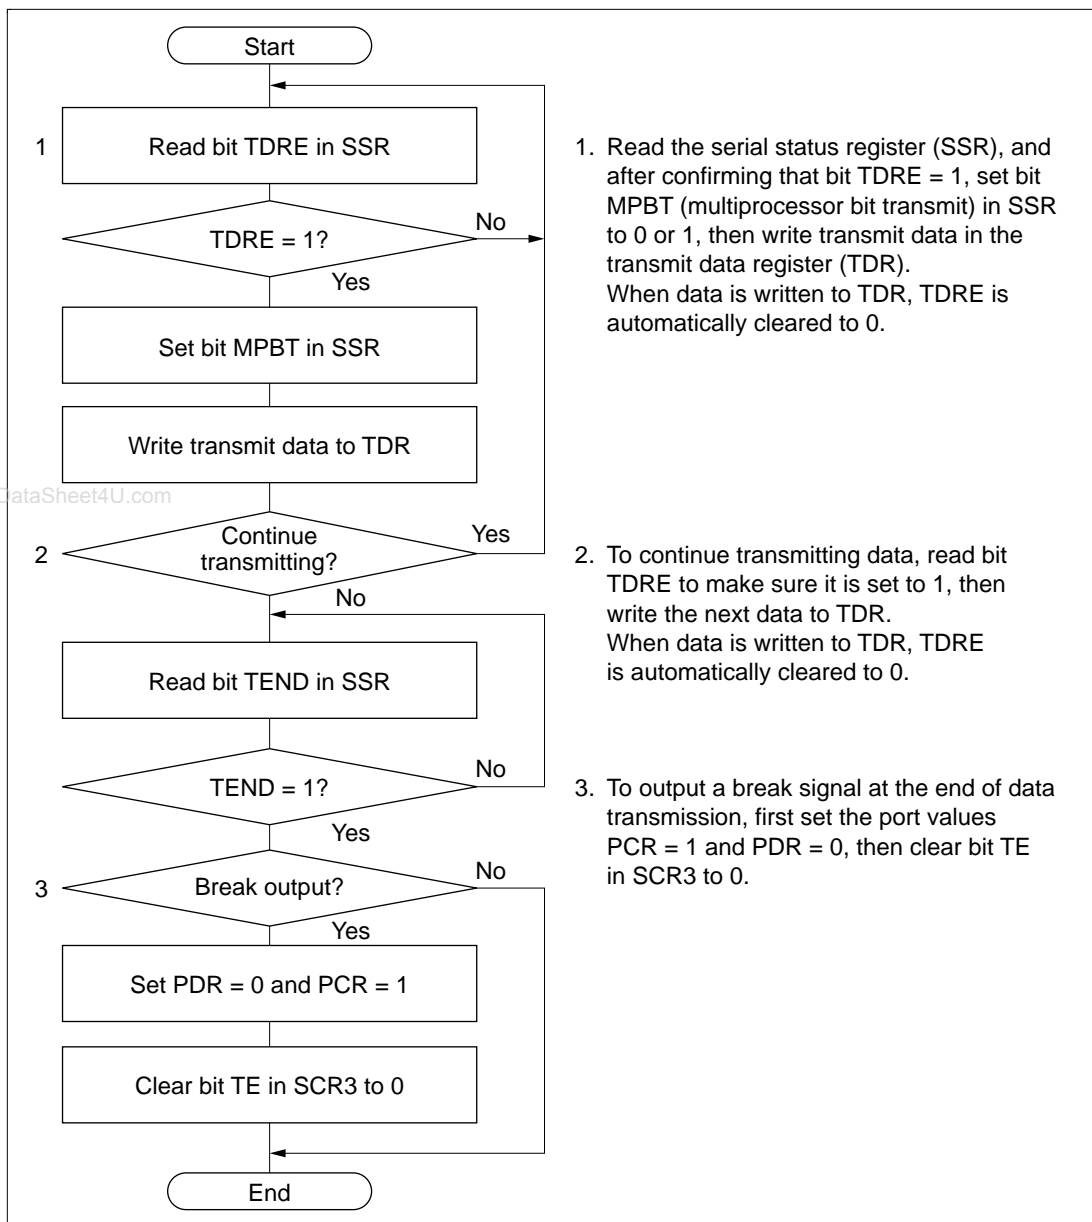 Start
1
Read bit TDRE in SSR
TDRE = 1?
No
Yes
Set bit MPBT in SSR
Write transmit data to TDR
DataSheet4U.com
2
Continue
transmitting?
Yes
No
Read bit TEND in SSR
TEND = 1?
No
Yes
3
Break output?
No
Yes
Set PDR = 0 and PCR = 1
Clear bit TE in SCR3 to 0
End
1. Read the serial status register (SSR), and
after confirming that bit TDRE = 1, set bit
MPBT (multiprocessor bit transmit) in SSR
to 0 or 1, then write transmit data in the
transmit data register (TDR).
When data is written to TDR, TDRE is
automatically cleared to 0.
2. To continue transmitting data, read bit
TDRE to make sure it is set to 1, then
write the next data to TDR.
When data is written to TDR, TDRE
is automatically cleared to 0.
3. To output a break signal at the end of data
transmission, first set the port values
PCR = 1 and PDR = 0, then clear bit TE
in SCR3 to 0.